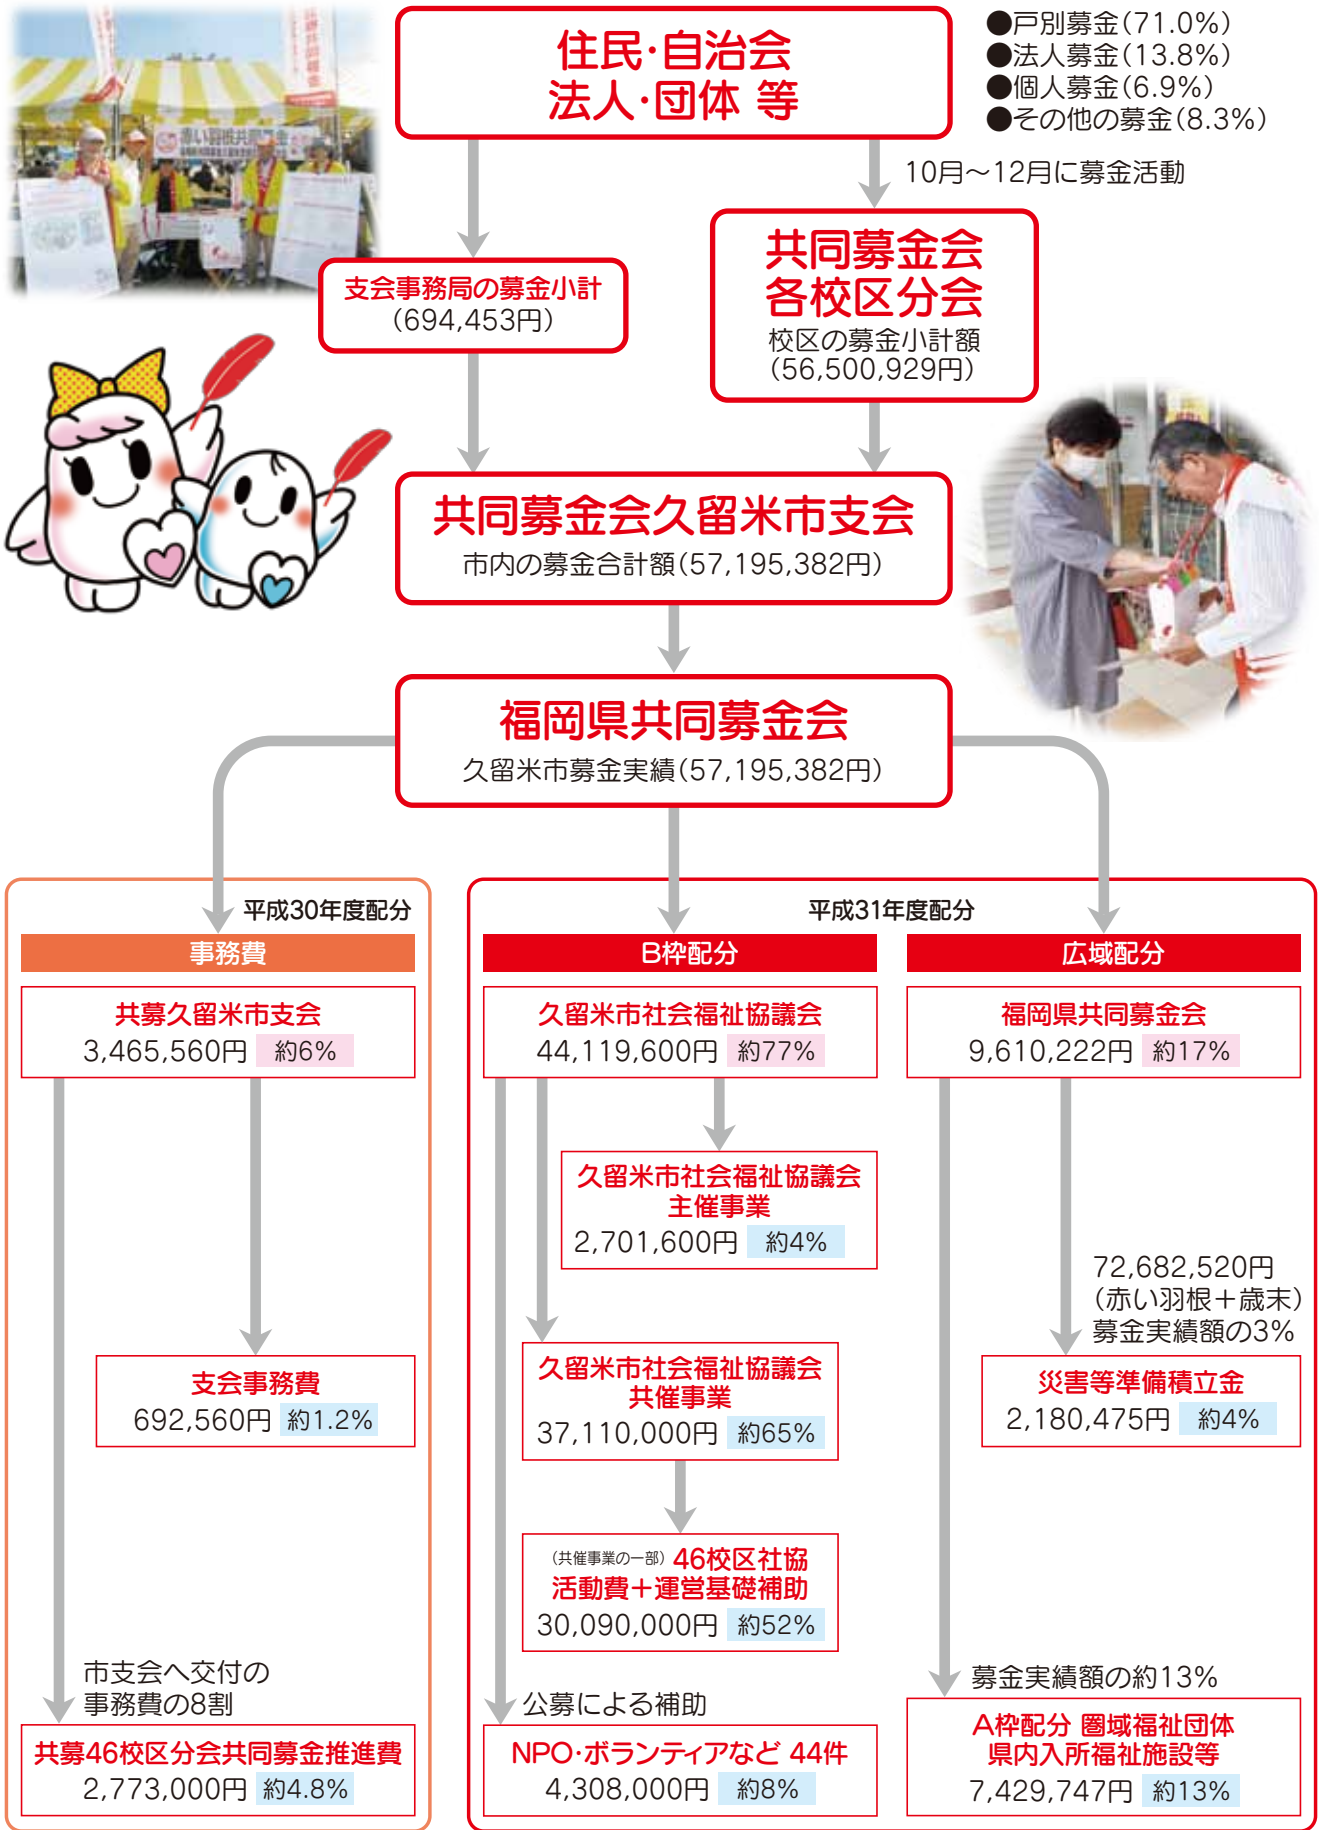 住民・自治会
法人・団体 等
●戸別募金(71.0%)
●法人募金(13.8%)
●個人募金(6.9%)
●その他の募金(8.3%)
10月～12月に募金活動
赤い羽根共同募金
支会事務局の募金小計
(694,453円)
共同募金会
各校区分会
校区の募金小計額
(56,500,929円)
共同募金会久留米市支会
市内の募金合計額(57,195,382円)
福岡県共同募金会
久留米市募金実績(57,195,382円)
平成30年度配分
事務費
共募久留米市支会
3,465,560円 約6%
支会事務費
692,560円 約1.2%
市支会へ交付の
事務費の8割
共募46校区分会共同募金推進費
2,773,000円 約4.8%
平成31年度配分
B枠配分
久留米市社会福祉協議会
44,119,600円 約77%
久留米市社会福祉協議会
主催事業
2,701,600円 約4%
久留米市社会福祉協議会
共催事業
37,110,000円 約65%
(共催事業の一部) 46校区社協
活動費＋運営基礎補助
30,090,000円 約52%
公募による補助
NPO・ボランティアなど 44件
4,308,000円 約8%
広域配分
福岡県共同募金会
9,610,222円 約17%
72,682,520円
(赤い羽根＋歳末)
募金実績額の3%
災害等準備積立金
2,180,475円 約4%
募金実績額の約13%
A枠配分 圏域福祉団体
県内入所福祉施設等
7,429,747円 約13%